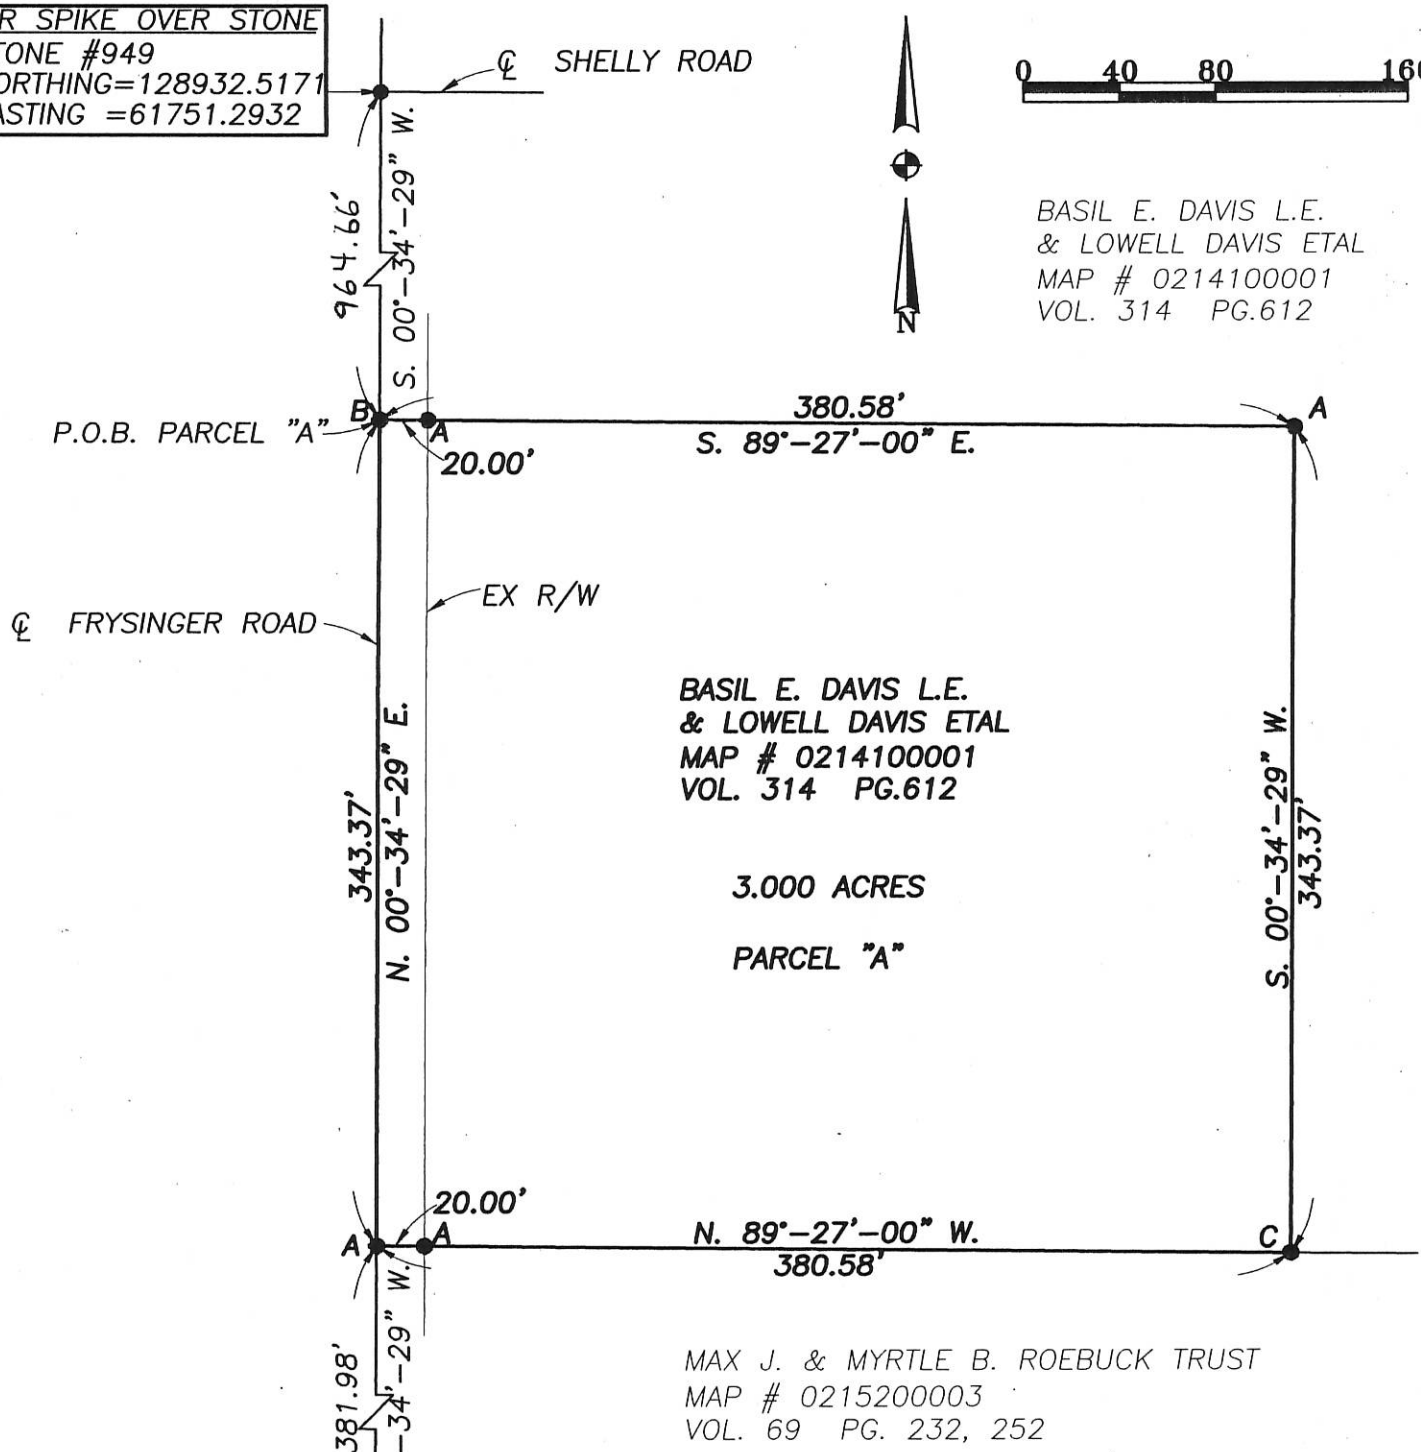 R SPIKE OVER STONE
TONE #949
ORTHING=128932.5171
ASTING =61751.2932
℄ SHELLY ROAD
0 40 80 160
964.66'
S. 00°-34'-29" W.
N
BASIL E. DAVIS L.E.
& LOWELL DAVIS ETAL
MAP # 0214100001
VOL. 314 PG.612
P.O.B. PARCEL "A"
B
A
20.00'
380.58'
S. 89°-27'-00" E.
A
EX R/W
℄ FRYSINGER ROAD
343.37'
N. 00°-34'-29" E.
BASIL E. DAVIS L.E.
& LOWELL DAVIS ETAL
MAP # 0214100001
VOL. 314 PG.612
3.000 ACRES
PARCEL "A"
S. 00°-34'-29" W.
343.37'
20.00'
A
A
N. 89°-27'-00" W.
380.58'
C
381.98'
-34'-29" W.
MAX J. & MYRTLE B. ROEBUCK TRUST
MAP # 0215200003
VOL. 69 PG. 232, 252